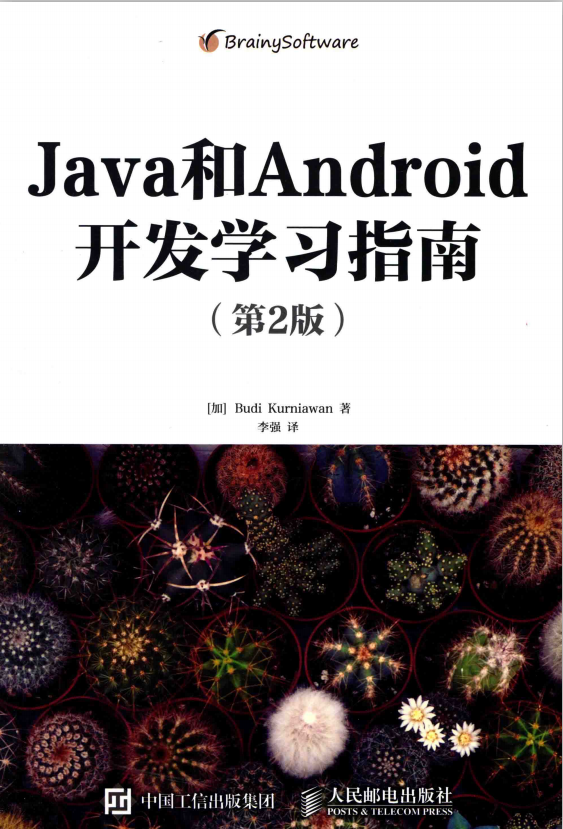 BrainySoftware
Java和Android
开发学习指南
（第2版）
[加] Budi Kurniawan 著
李强 译
中国工信出版集团
人民邮电出版社
POSTS & TELECOM PRESS